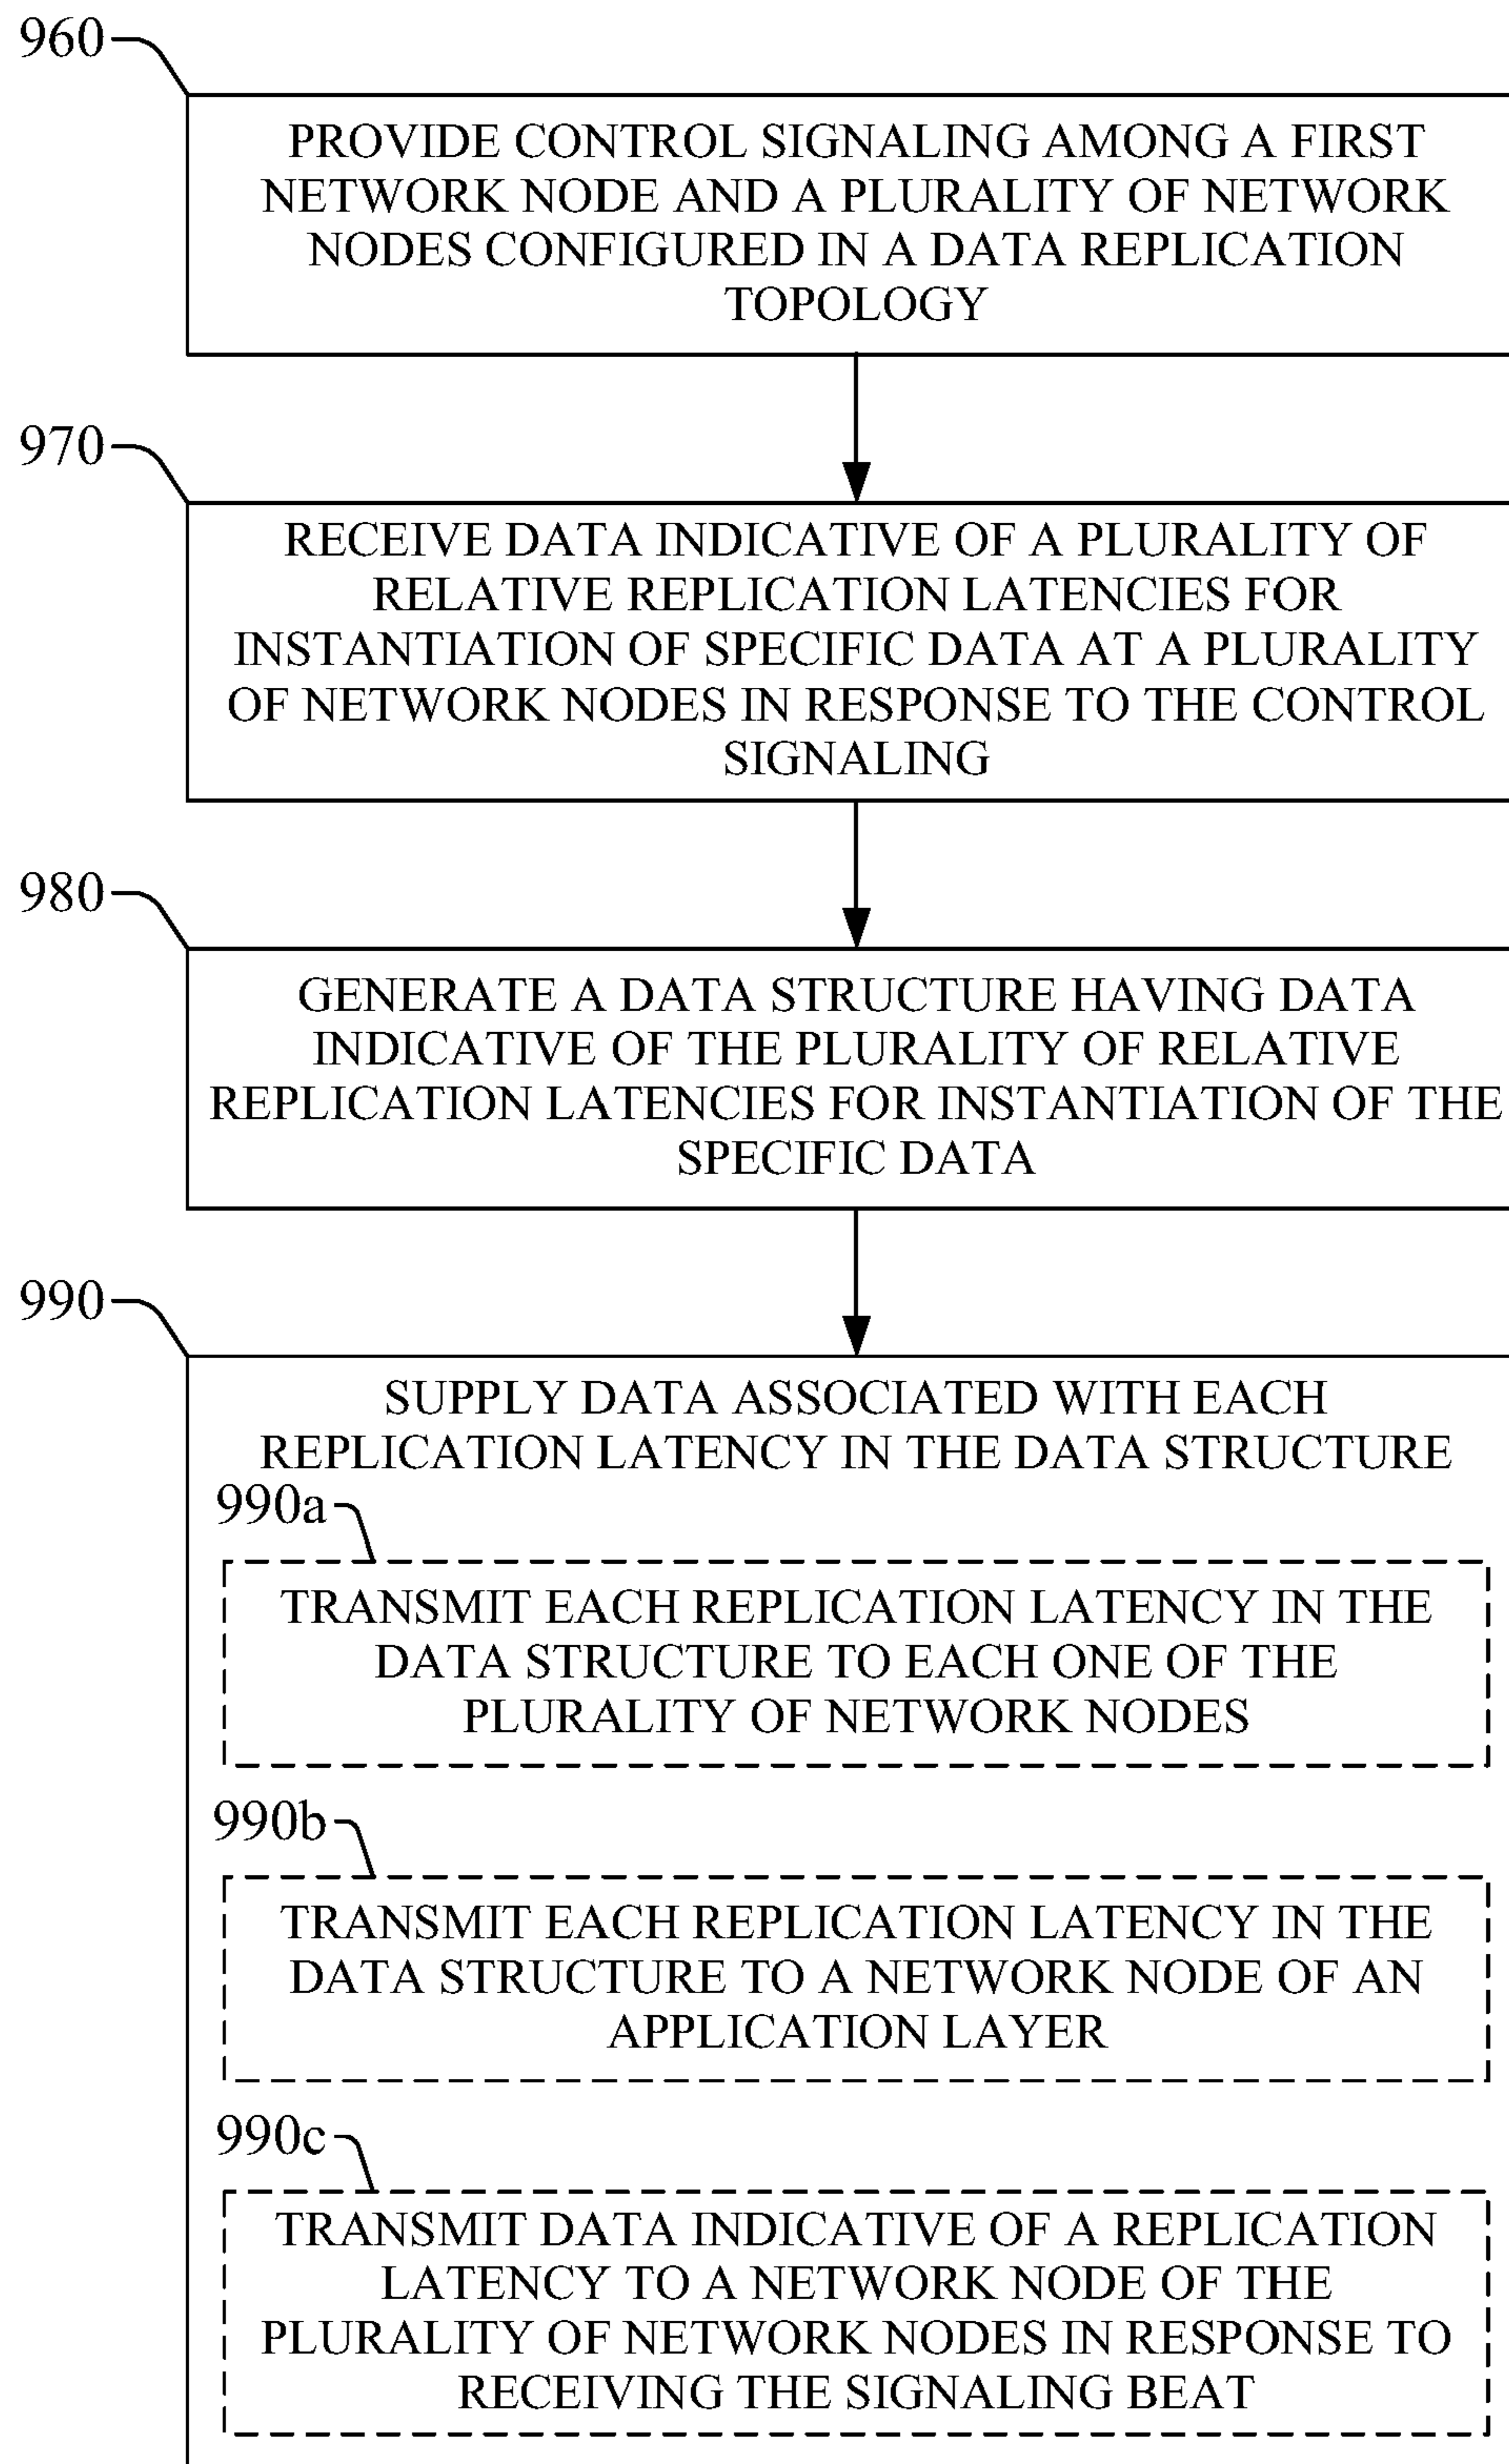 960
PROVIDE CONTROL SIGNALING AMONG A FIRST
NETWORK NODE AND A PLURALITY OF NETWORK
NODES CONFIGURED IN A DATA REPLICATION
TOPOLOGY
970
RECEIVE DATA INDICATIVE OF A PLURALITY OF
RELATIVE REPLICATION LATENCIES FOR
INSTANTIATION OF SPECIFIC DATA AT A PLURALITY
OF NETWORK NODES IN RESPONSE TO THE CONTROL
SIGNALING
980
GENERATE A DATA STRUCTURE HAVING DATA
INDICATIVE OF THE PLURALITY OF RELATIVE
REPLICATION LATENCIES FOR INSTANTIATION OF THE
SPECIFIC DATA
990
SUPPLY DATA ASSOCIATED WITH EACH
REPLICATION LATENCY IN THE DATA STRUCTURE
990a
TRANSMIT EACH REPLICATION LATENCY IN THE
DATA STRUCTURE TO EACH ONE OF THE
PLURALITY OF NETWORK NODES
990b
TRANSMIT EACH REPLICATION LATENCY IN THE
DATA STRUCTURE TO A NETWORK NODE OF AN
APPLICATION LAYER
990c
TRANSMIT DATA INDICATIVE OF A REPLICATION
LATENCY TO A NETWORK NODE OF THE
PLURALITY OF NETWORK NODES IN RESPONSE TO
RECEIVING THE SIGNALING BEAT